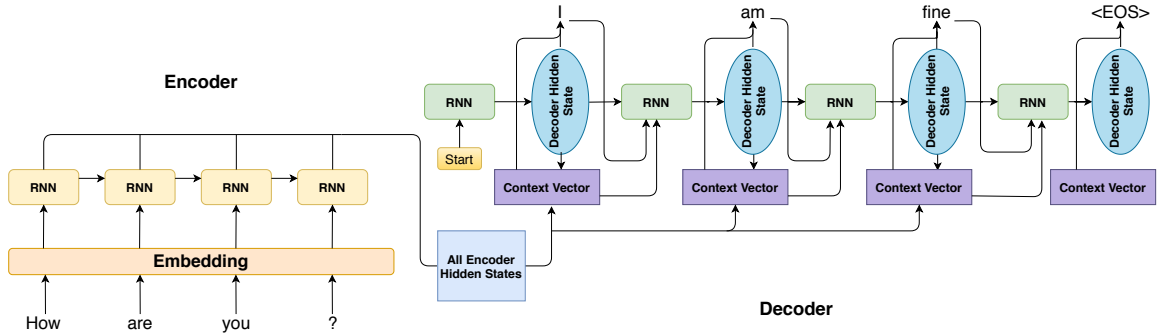 I am fine <EOS>
Encoder
RNN
Decoder Hidden
State
RNN
Decoder Hidden
State
RNN
Decoder Hidden
State
RNN
Decoder Hidden
State
Start
RNN RNN RNN RNN
Context Vector Context Vector Context Vector Context Vector
Embedding
All Encoder
Hidden States
How are you ?
Decoder